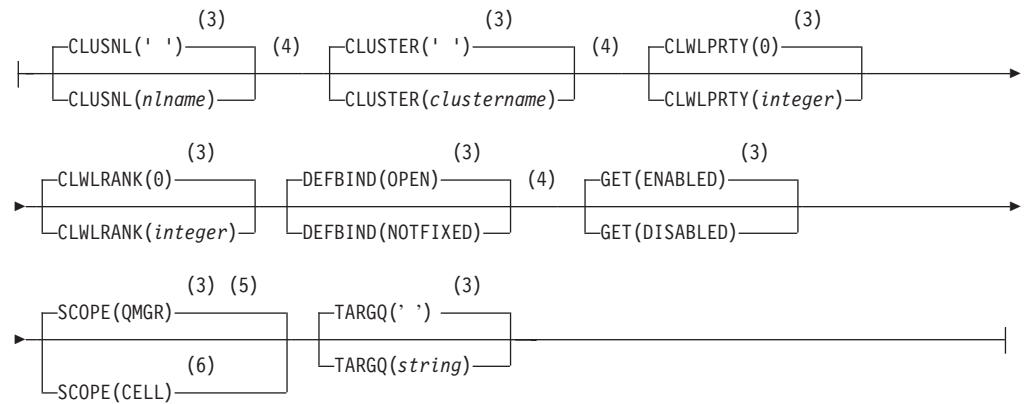 (3) (3) (3)
CLUSNL(' ') (4) CLUSTER(' ') (4) CLWLPRTY(0)
CLUSNL(nlname) CLUSTER(clustername) CLWLPRTY(integer)
(3) (3) (3)
CLWLRANK(0) DEFBIND(OPEN) (4) GET(ENABLED)
CLWLRANK(integer) DEFBIND(NOTFIXED) GET(DISABLED)
(3) (5) (3)
SCOPE(QMGR) TARGQ(’ ’)
(6) TARGQ(string)
SCOPE(CELL)